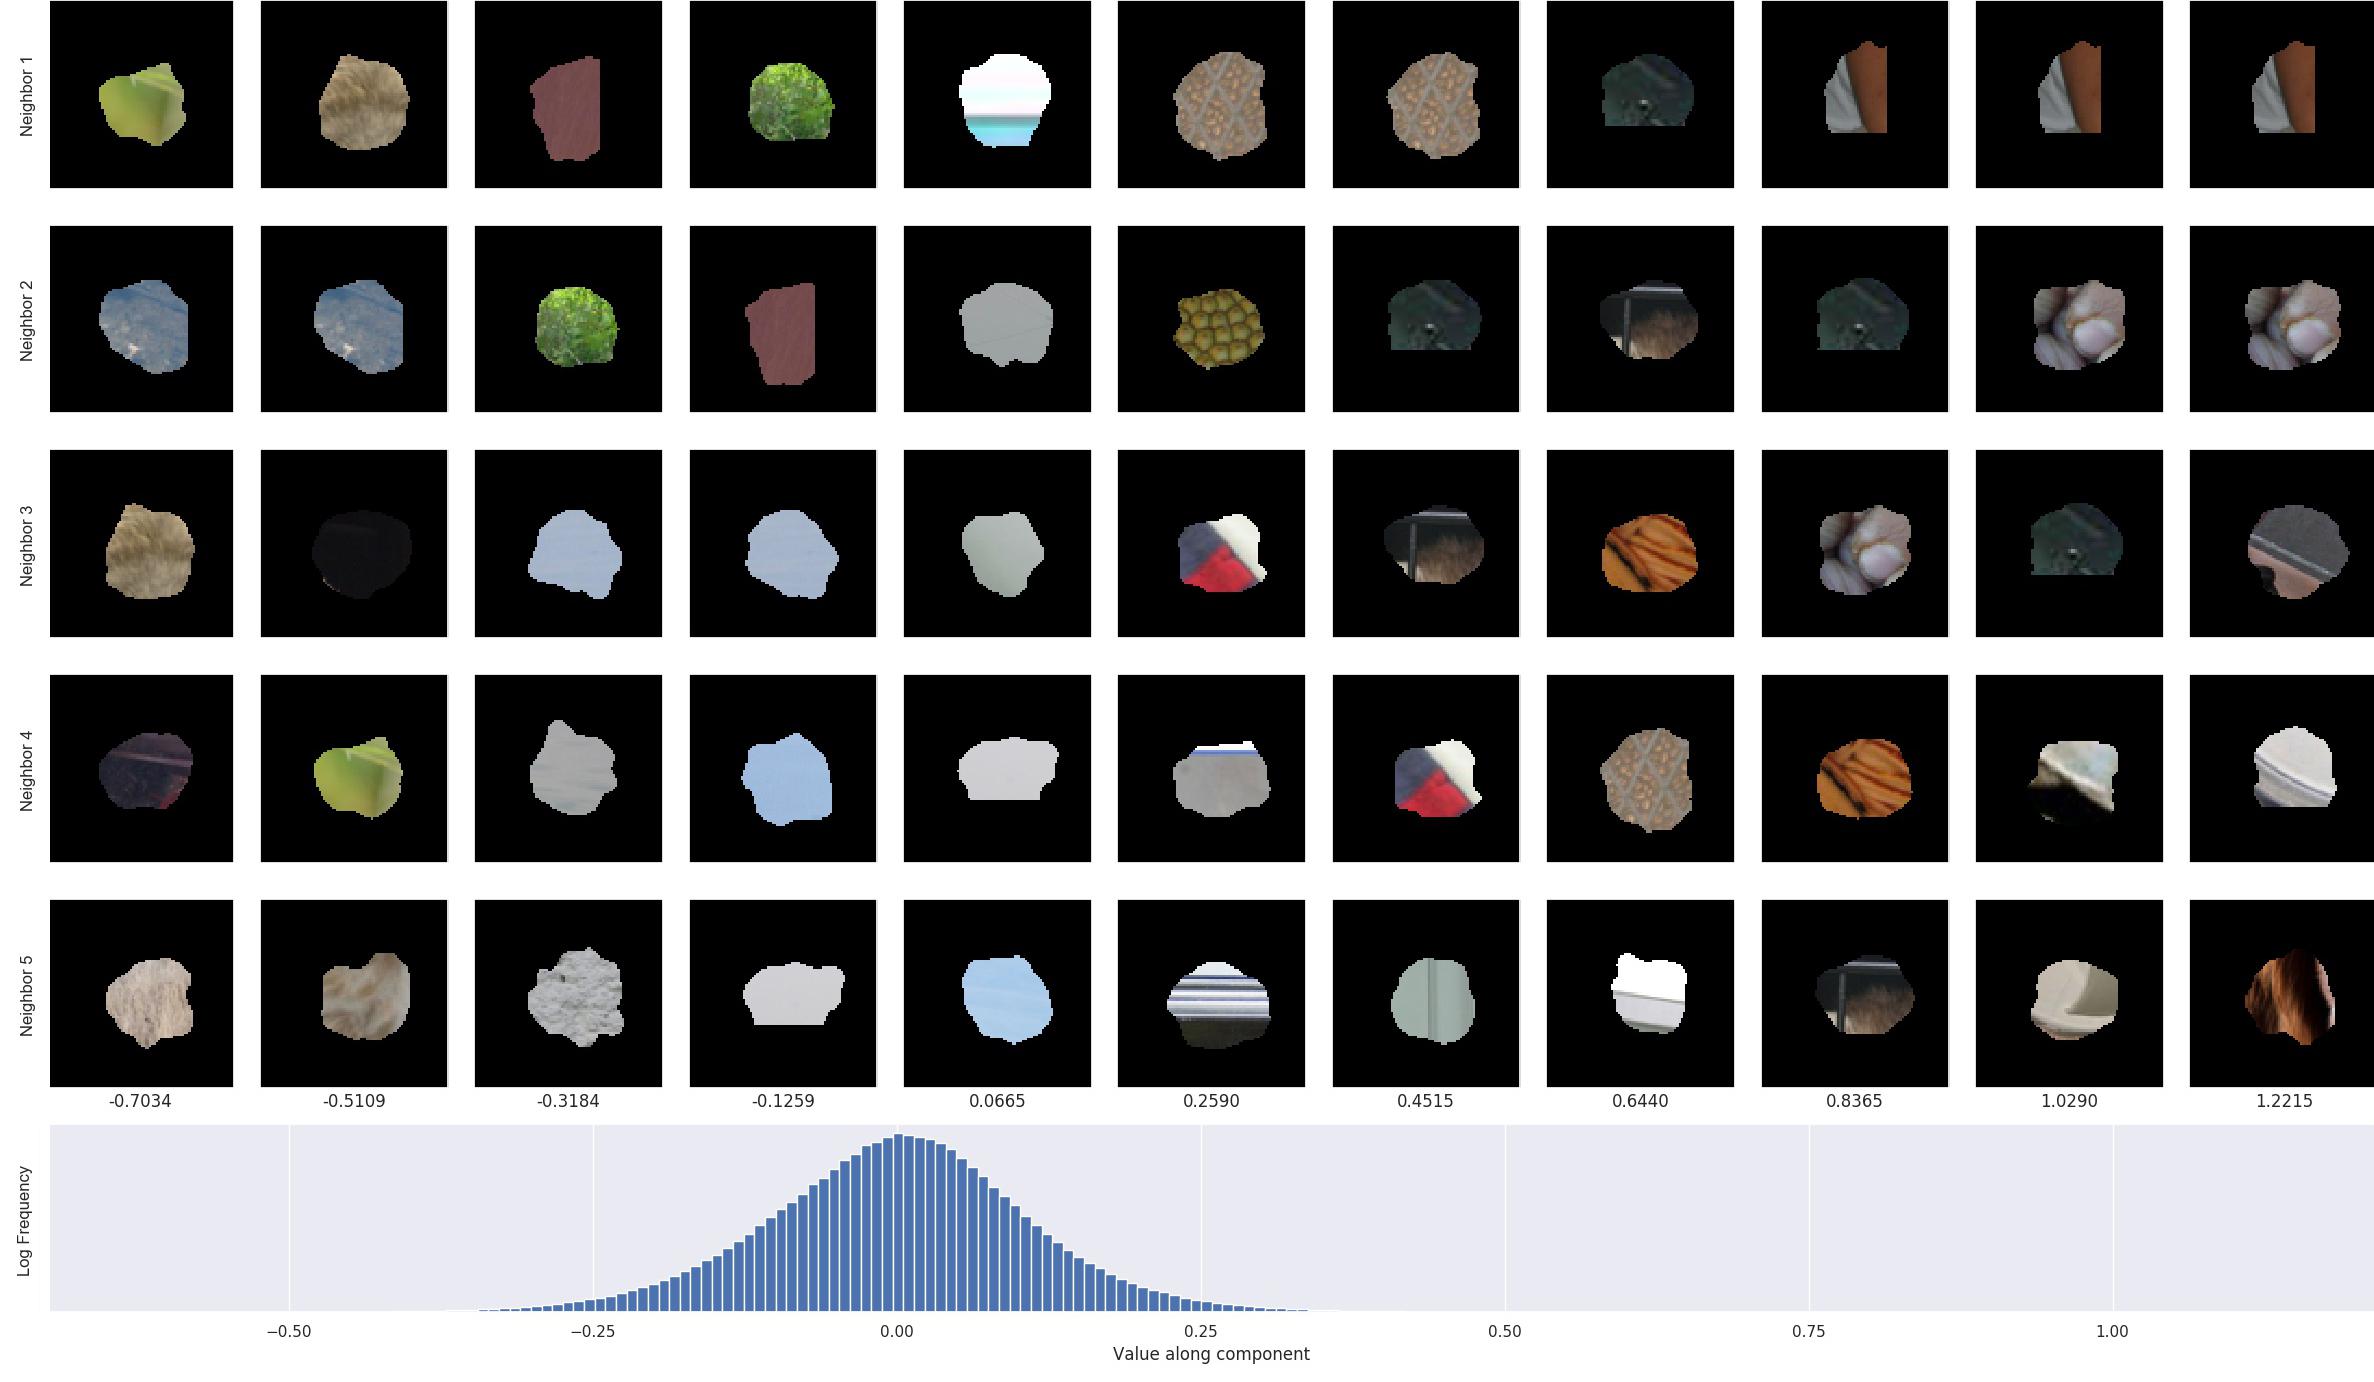 Neighbor 1
Neighbor 2
Neighbor 3
Neighbor 4
Neighbor 5
-0.7034 -0.5109 -0.3184 -0.1259 0.0665 0.2590 0.4515 0.6440 0.8365 1.0290 1.2215
Log Frequency
−0.50 −0.25 0.00 0.25 0.50 0.75 1.00
Value along component